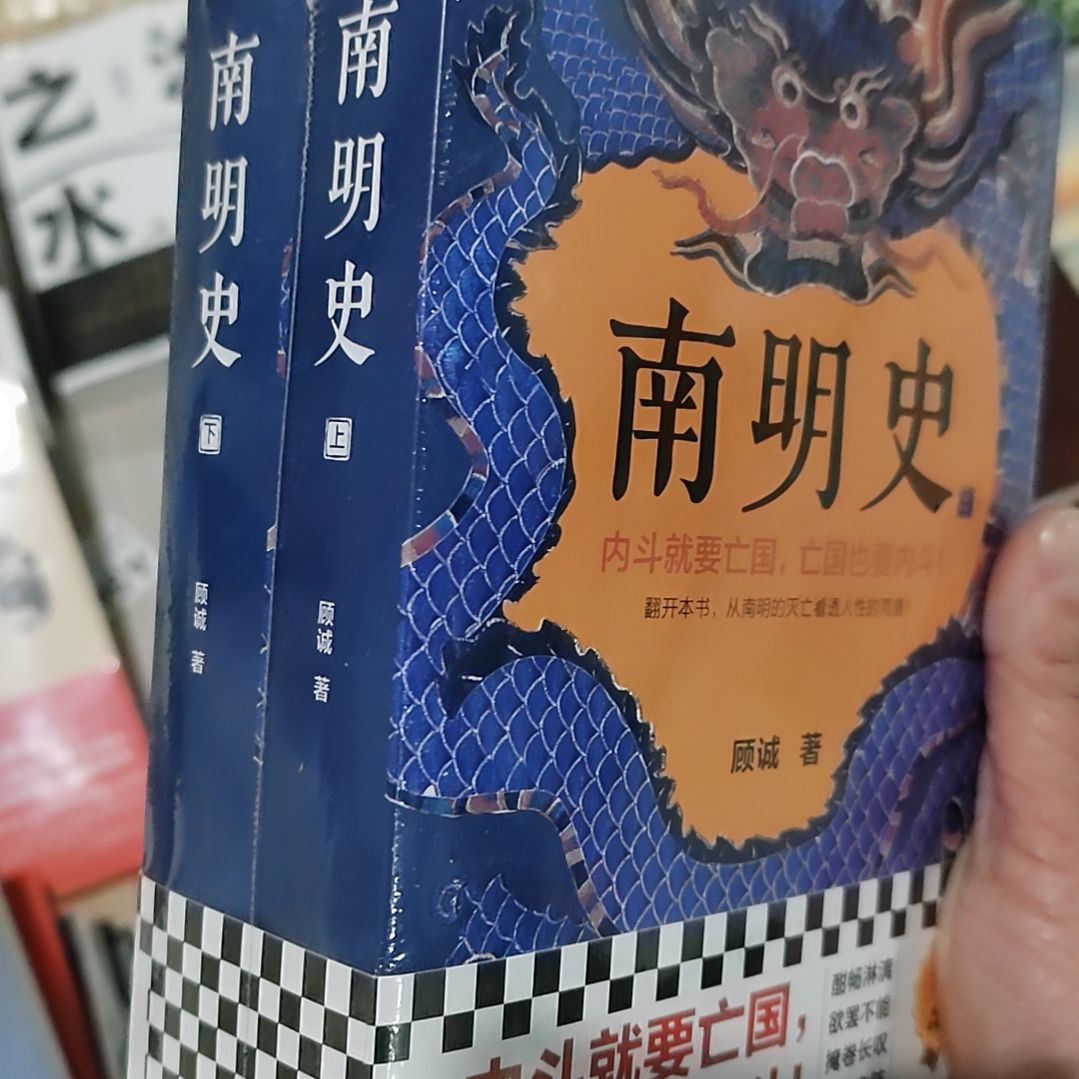 之
水
南明史
下
顾诚 著
南明史
上
顾诚 著
南明史
内斗就要亡国，亡国也要内斗！
翻开本书，从南明的灭亡看透人性的
顾诚 著
内斗就要亡国，
酣畅淋漓
欲罢不能
掩卷长叹